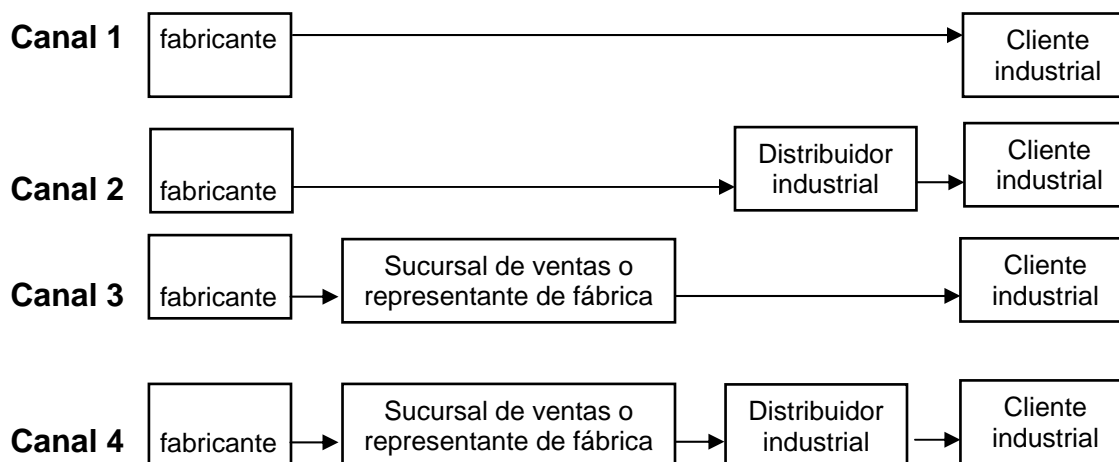 Canal 1
fabricante
Cliente
industrial
Canal 2
fabricante
Distribuidor
industrial
Cliente
industrial
Canal 3
fabricante
Sucursal de ventas o
representante de fábrica
Cliente
industrial
Canal 4
fabricante
Sucursal de ventas o
representante de fábrica
Distribuidor
industrial
Cliente
industrial